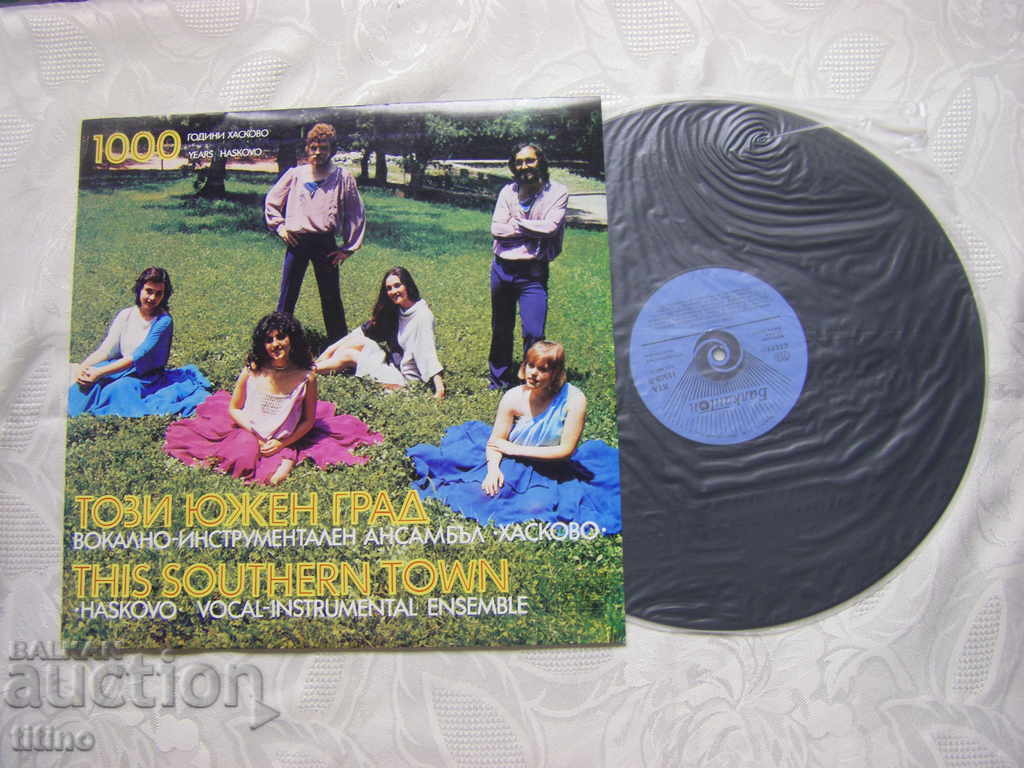 1000 ГОДИНИ ХАСКОВО
YEARS HASKOVO
ТОЗИ ЮЖЕН ГРАД
ВОКАЛНО-ИНСТРУМЕНТАЛЕН АНСАМБЪЛ ·ХАСКОВО·
THIS SOUTHERN TOWN
·HASKOVO VOCAL-INSTRUMENTAL ENSEMBLE
Балкантон
BALKAN
auction
titino